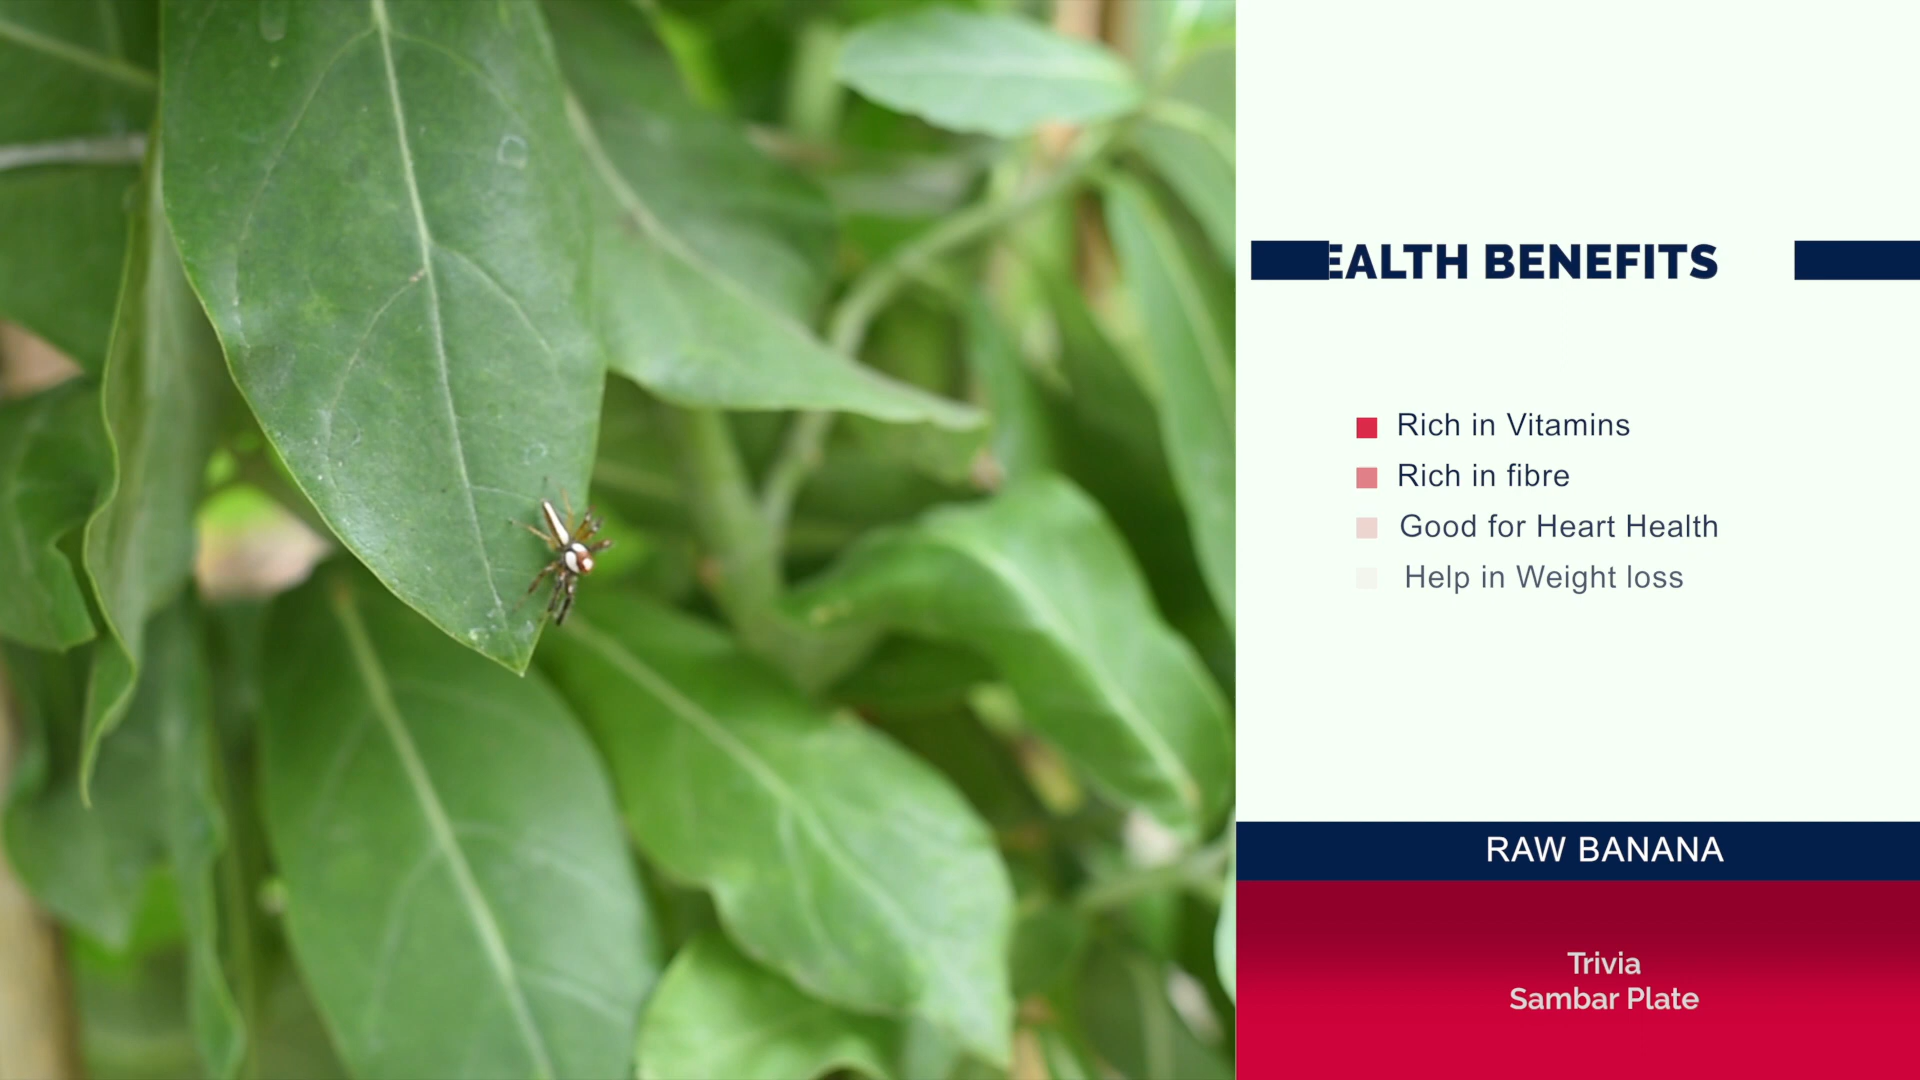 EALTH BENEFITS
Rich in Vitamins
Rich in fibre
Good for Heart Health
Help in Weight loss
RAW BANANA
Trivia
Sambar Plate